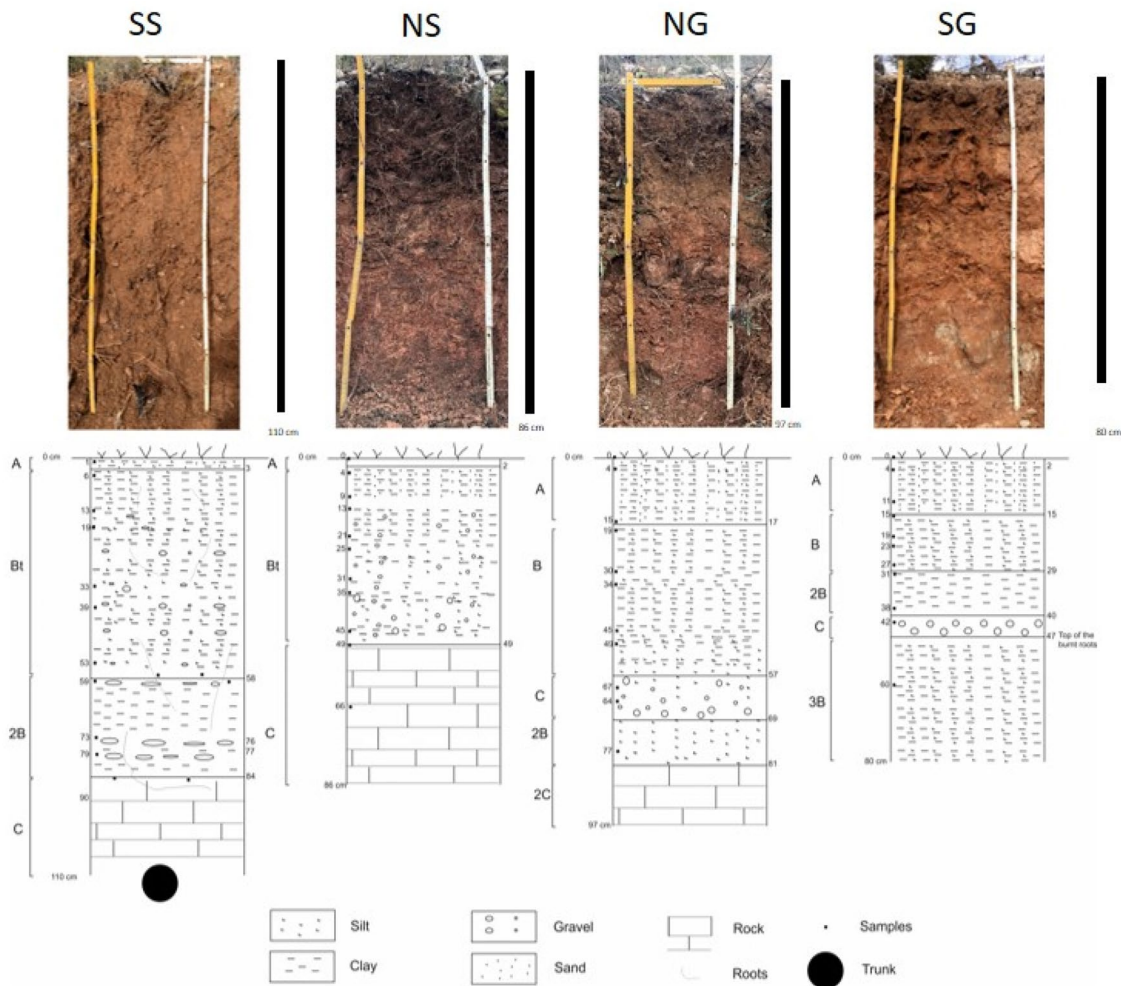 SS
NS
NG
SG
110 cm
86 cm
97 cm
80 cm
A
Bt
2B
C
0 cm
1
6
13
19
33
39
53
59
73
79
90
110 cm
3
58
76
77
84
A
Bt
C
0 cm
4
9
13
21
25
31
35
45
49
66
86 cm
2
49
A
B
C
2B
2C
0 cm
4
15
19
30
34
45
49
67
64
77
97 cm
17
57
69
81
A
B
2B
C
3B
0 cm
4
11
15
19
23
27
31
38
42
60
80 cm
2
15
29
40
47 Top of the
burnt roots
Silt
Clay
Gravel
Sand
Rock
Roots
Samples
Trunk